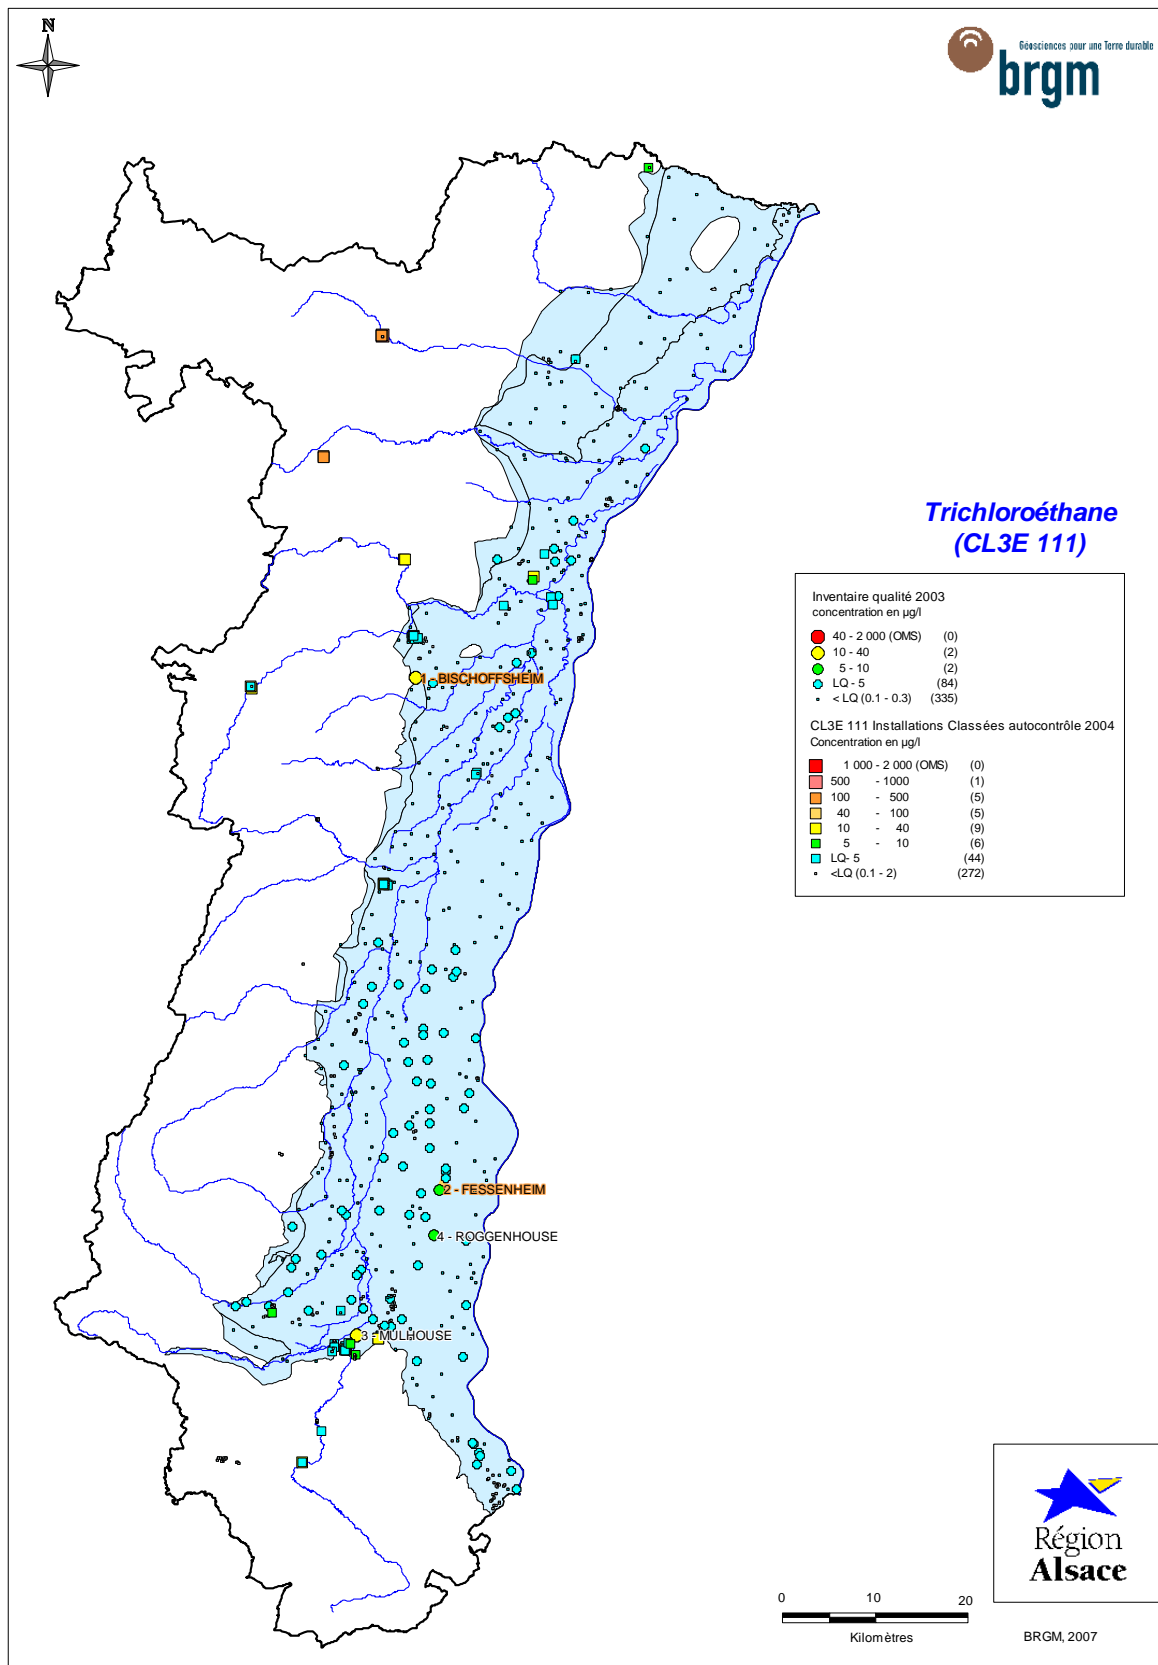 N
Géosciences pour une Terre durable
brgm
Trichloroéthane
(CL3E 111)
Inventaire qualité 2003
concentration en µg/l
40 - 2 000 (OMS) (0)
10 - 40 (2)
5 - 10 (2)
LQ - 5 (84)
< LQ (0.1 - 0.3) (335)
CL3E 111 Installations Classées autocontrôle 2004
Concentration en µg/l
1 000 - 2 000 (OMS) (0)
500 - 1000 (1)
100 - 500 (5)
40 - 100 (5)
10 - 40 (9)
5 - 10 (6)
LQ- 5 (44)
<LQ (0.1 - 2) (272)
1 - BISCHOFFSHEIM
2 - FESSENHEIM
4 - ROGGENHOUSE
3 - MULHOUSE
Région
Alsace
0 10 20
Kilomètres
BRGM, 2007